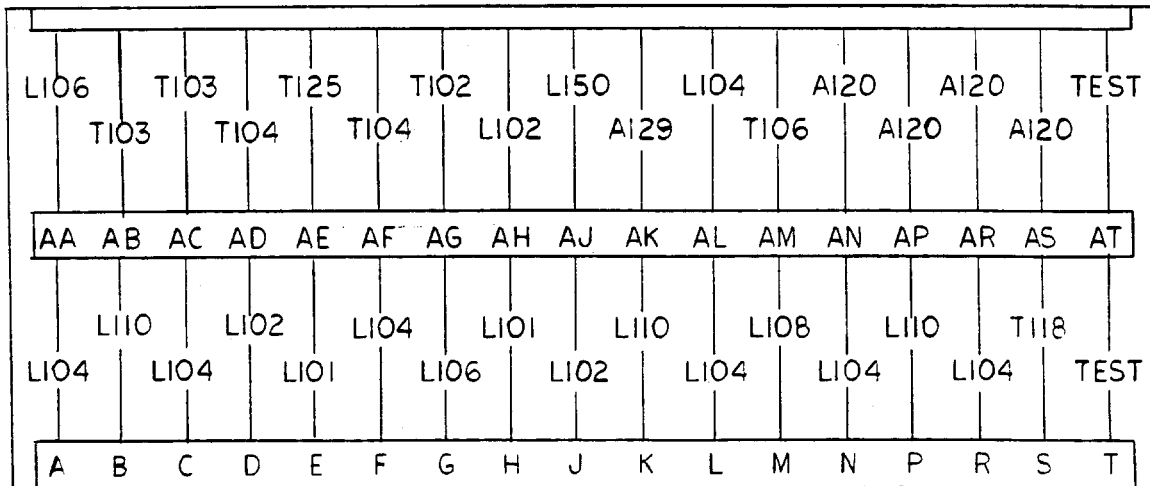 L106 T103 T125 T102 L150 L104 A120 A120 TEST
T103 T104 T104 L102 A129 T106 A120 A120
AA AB AC AD AE AF AG AH AJ AK AL AM AN AP AR AS AT
L110 L102 L104 L101 L110 L108 L110 T118
L104 L104 L101 L106 L102 L104 L104 L104 TEST
A B C D E F G H J K L M N P R S T